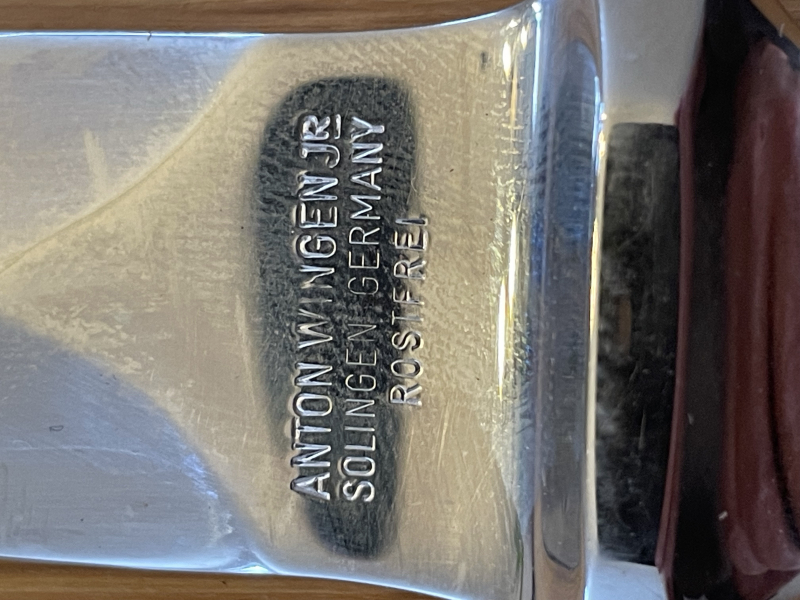 ANTON WINGEN JR
SOLINGEN GERMANY
ROSTFREI